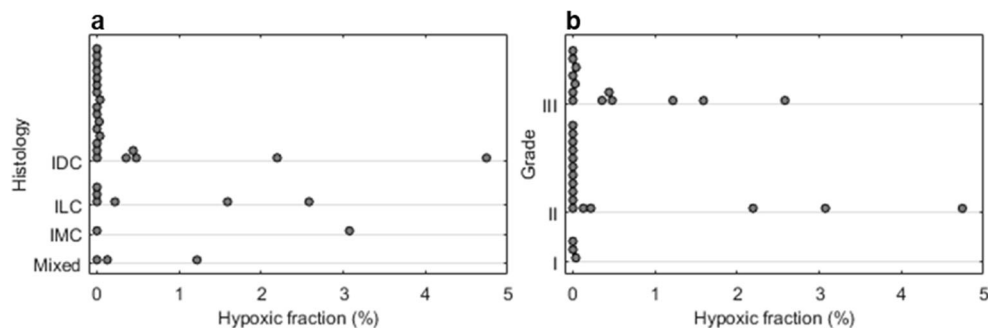 a
Histology
IDC
ILC
IMC
Mixed
0 1 2 3 4 5
Hypoxic fraction (%)
b
Grade
III
II
I
0 1 2 3 4 5
Hypoxic fraction (%)